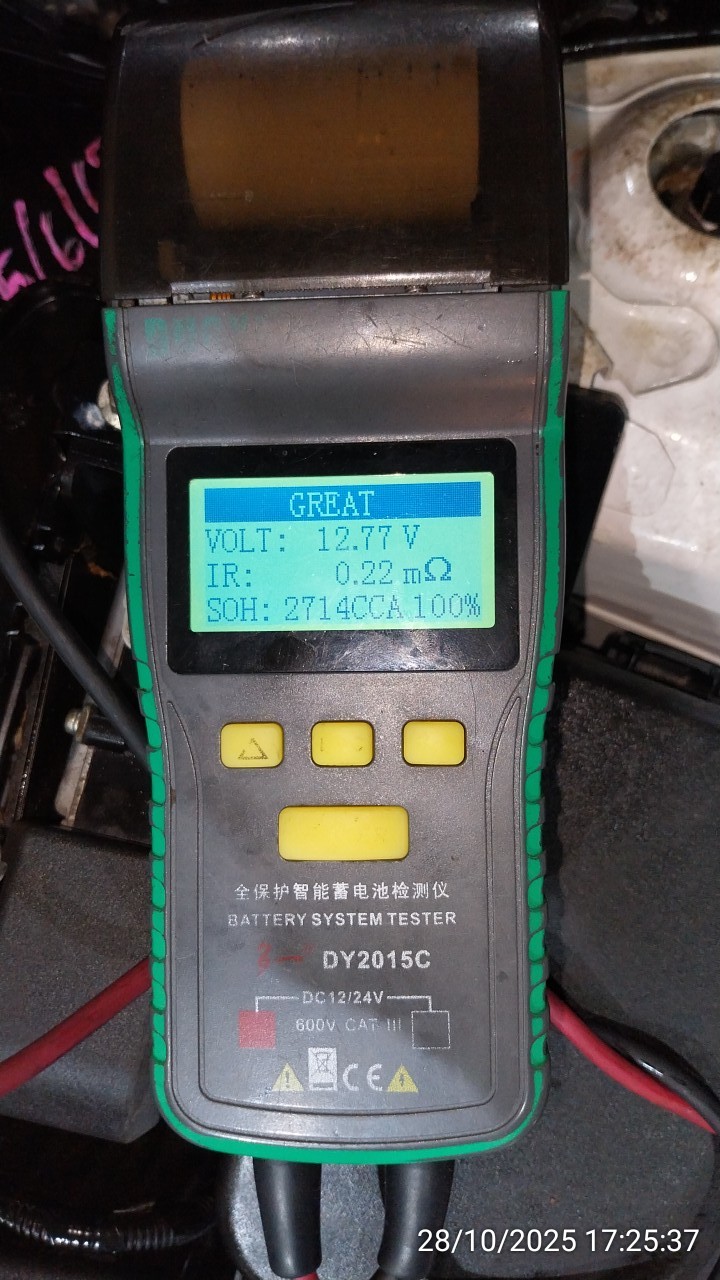 GREAT
VOLT: 12.77 V
IR: 0.22 mΩ
SOH: 2714CCA 100%
全保护智能蓄电池检测仪
BATTERY SYSTEM TESTER
DY2015C
DC12/24V
600V CAT III
CE
28/10/2025 17:25:37